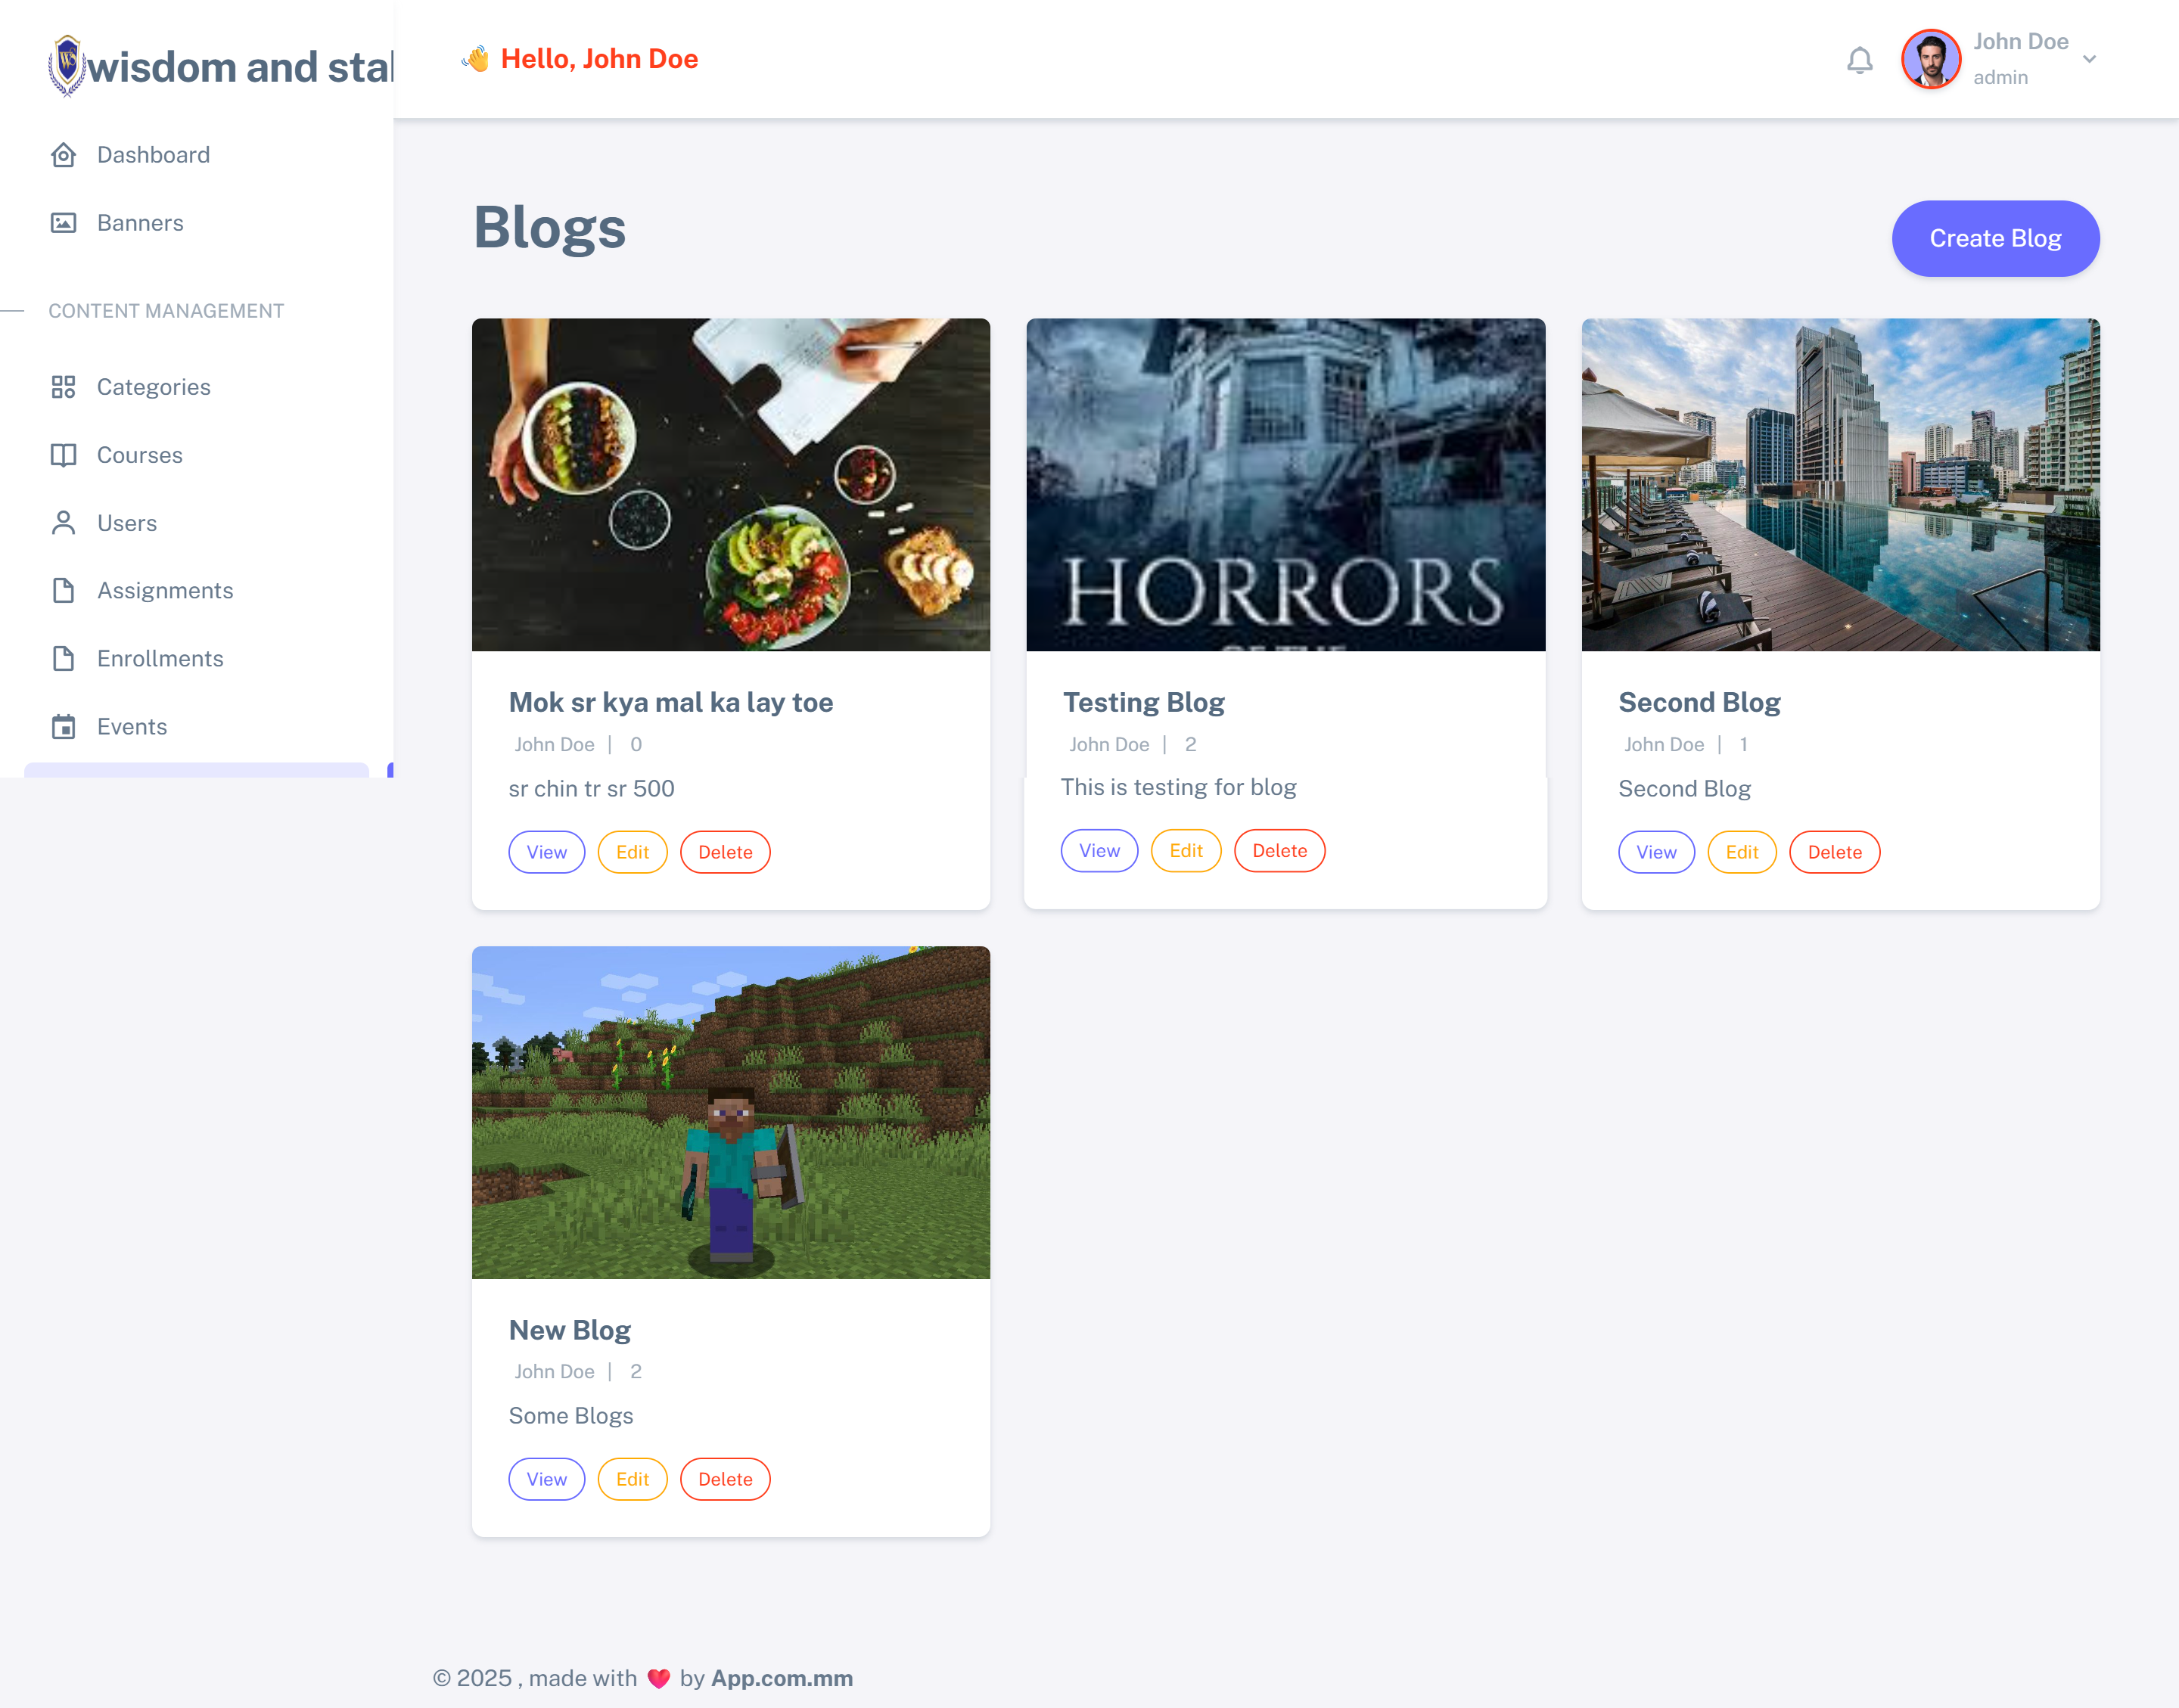 wisdom and stal
Dashboard
Banners
CONTENT MANAGEMENT
Categories
Courses
Users
Assignments
Enrollments
Events
👋 Hello, John Doe
John Doe
admin
Blogs
Create Blog
HORRORS
Mok sr kya mal ka lay toe
John Doe | 0
sr chin tr sr 500
View Edit Delete
Testing Blog
John Doe | 2
This is testing for blog
View Edit Delete
Second Blog
John Doe | 1
Second Blog
View Edit Delete
New Blog
John Doe | 2
Some Blogs
View Edit Delete
© 2025 , made with ❤️ by App.com.mm